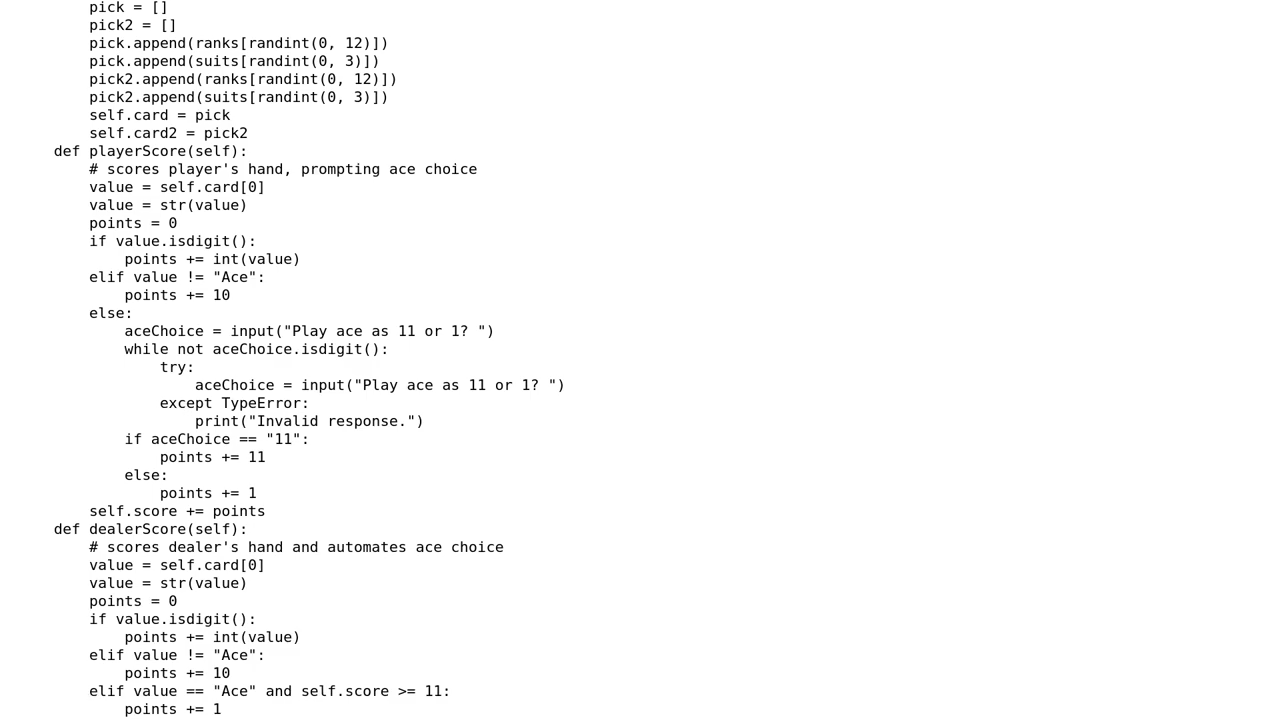 pick = []
        pick2 = []
        pick.append(ranks[randint(0, 12)])
        pick.append(suits[randint(0, 3)])
        pick2.append(ranks[randint(0, 12)])
        pick2.append(suits[randint(0, 3)])
        self.card = pick
        self.card2 = pick2
    def playerScore(self):
        # scores player's hand, prompting ace choice
        value = self.card[0]
        value = str(value)
        points = 0
        if value.isdigit():
            points += int(value)
        elif value != "Ace":
            points += 10
        else:
            aceChoice = input("Play ace as 11 or 1? ")
            while not aceChoice.isdigit():
                try:
                    aceChoice = input("Play ace as 11 or 1? ")
                except TypeError:
                    print("Invalid response.")
            if aceChoice == "11":
                points += 11
            else:
                points += 1
        self.score += points
    def dealerScore(self):
        # scores dealer's hand and automates ace choice
        value = self.card[0]
        value = str(value)
        points = 0
        if value.isdigit():
            points += int(value)
        elif value != "Ace":
            points += 10
        elif value == "Ace" and self.score >= 11:
            points += 1